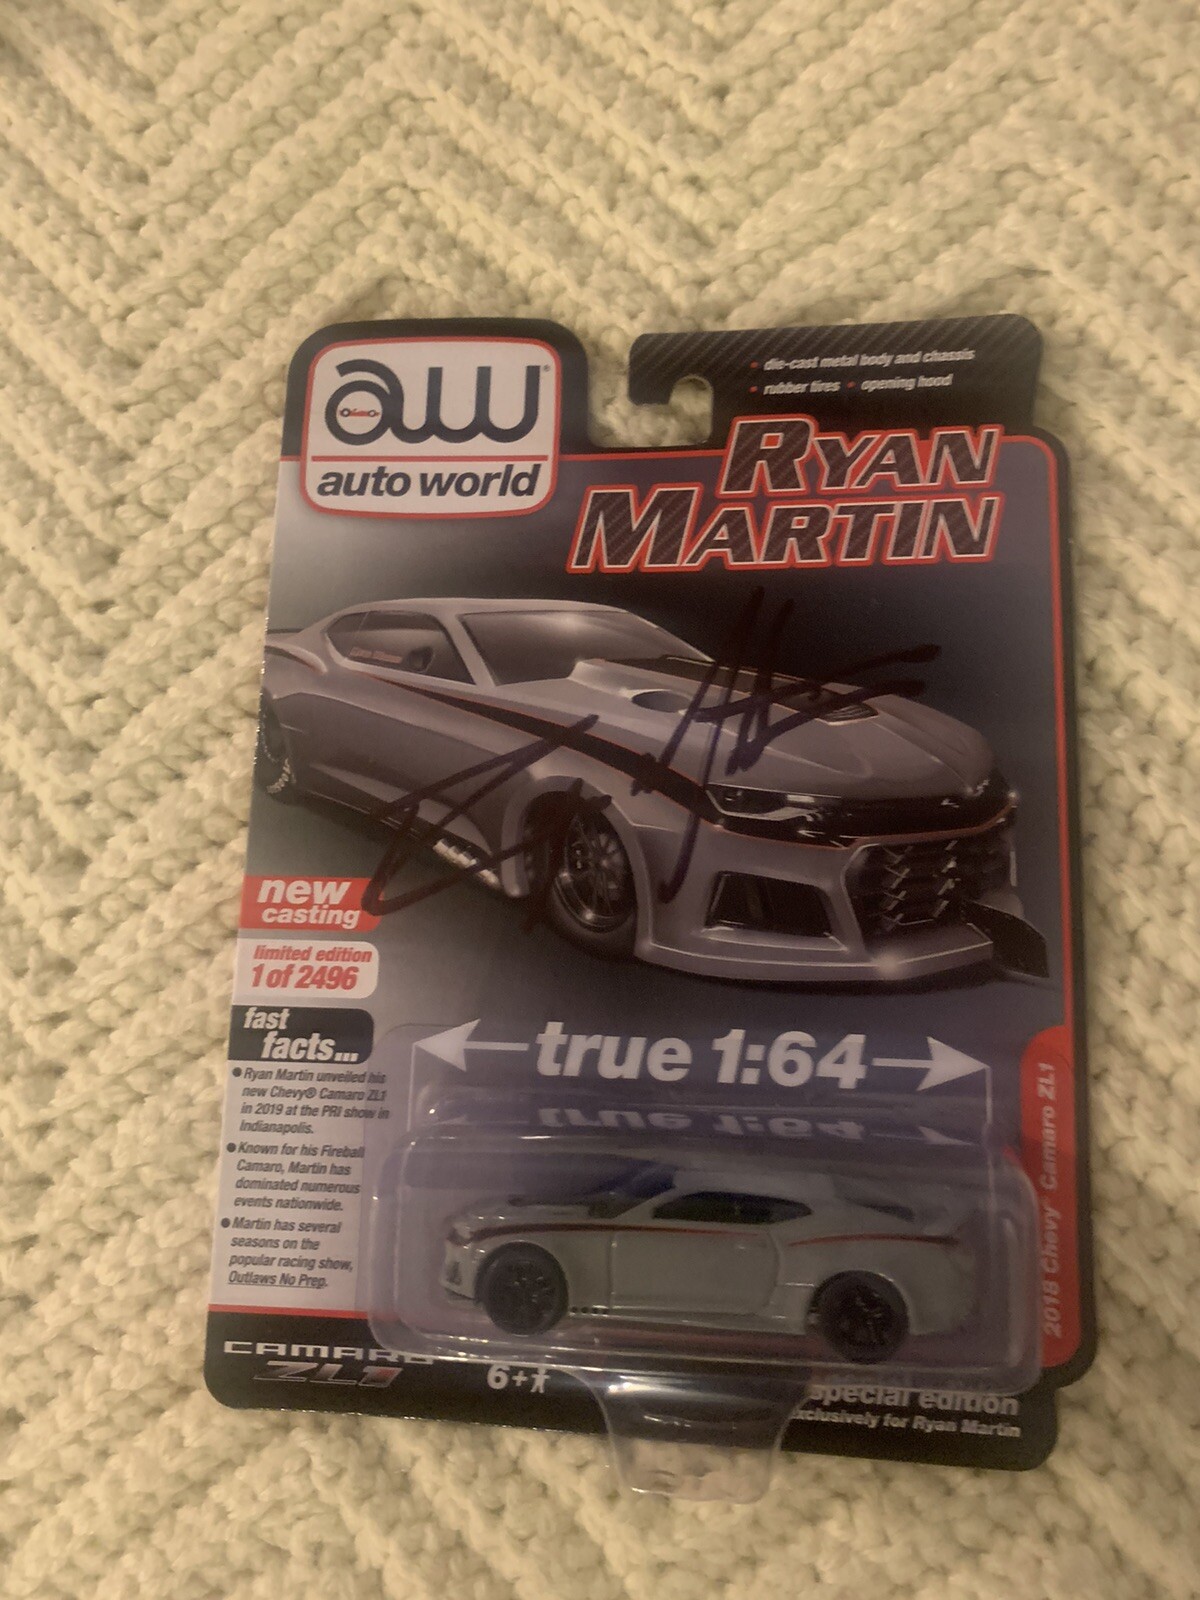 aw®
auto world
• die-cast metal body and chassis
• rubber tires • opening hood
RYAN
MARTIN
new
casting
limited edition
1 of 2496
fast
facts...
• Ryan Martin unveiled his
new Chevy® Camaro ZL1
in 2019 at the PRI show in
Indianapolis.
• Known for his Fireball
Camaro, Martin has
dominated numerous
events nationwide.
• Martin has several
seasons on the
popular racing show,
Outlaws No Prep.
true 1:64
2018 Chevy Camaro ZL1
CAMARO
ZL1
6+
special edition
exclusively for Ryan Martin